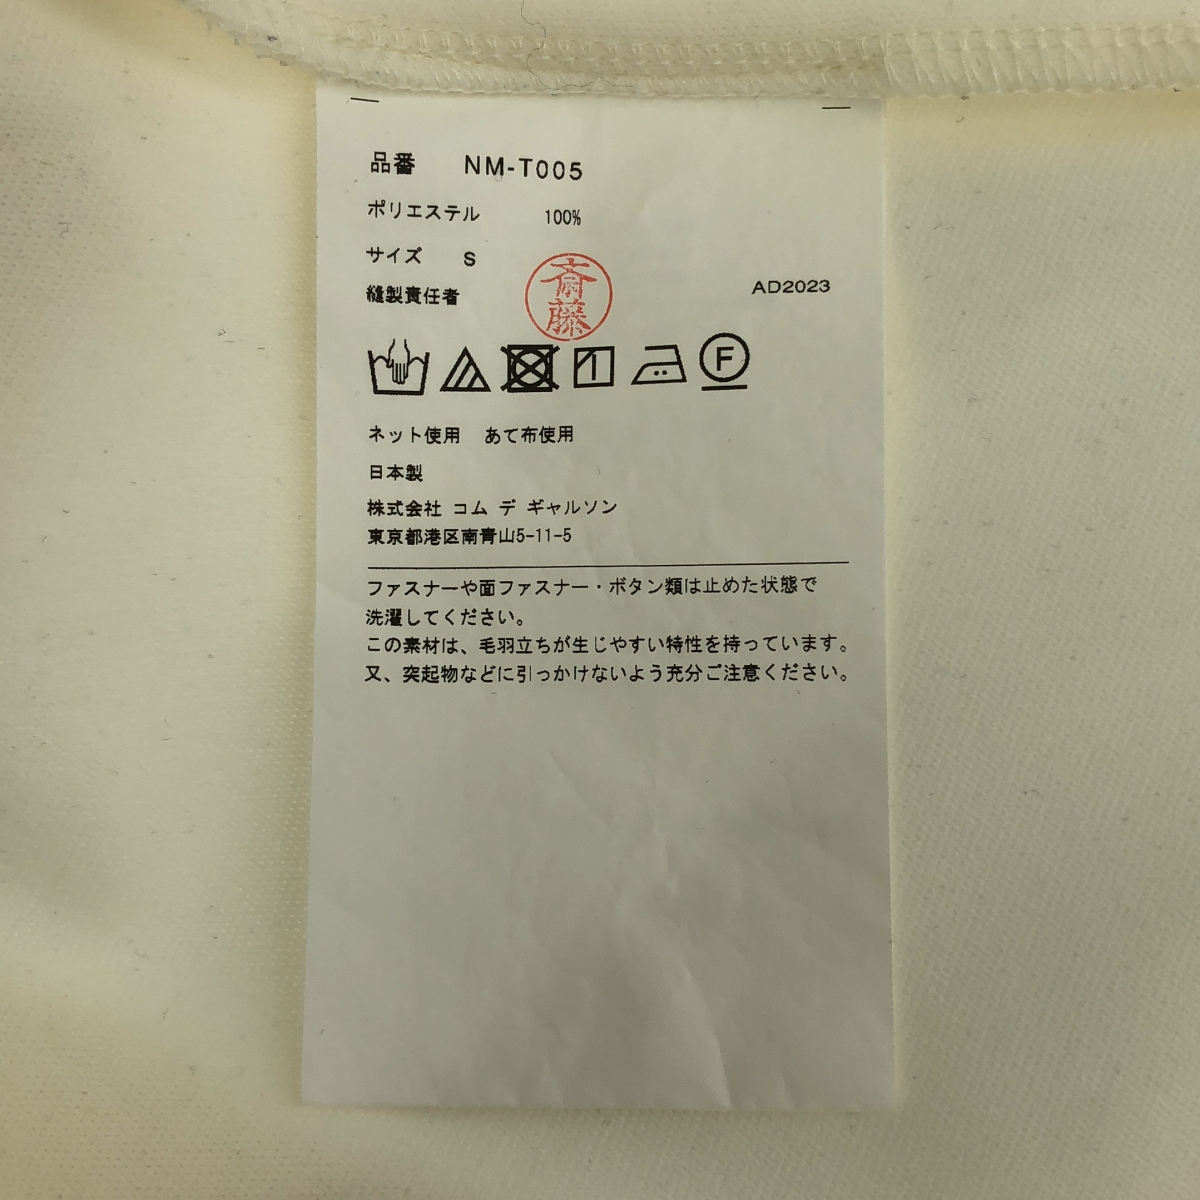 品番 NM-T005
ポリエステル 100%
サイズ S
縫製責任者 斎藤 AD2023
F
ネット使用 あて布使用
日本製
株式会社 コム デ ギャルソン
東京都港区南青山5-11-5
ファスナーや面ファスナー・ボタン類は止めた状態で
洗濯してください。
この素材は、毛羽立ちが生じやすい特性を持っています。
又、突起物などに引っかけないよう充分ご注意ください。